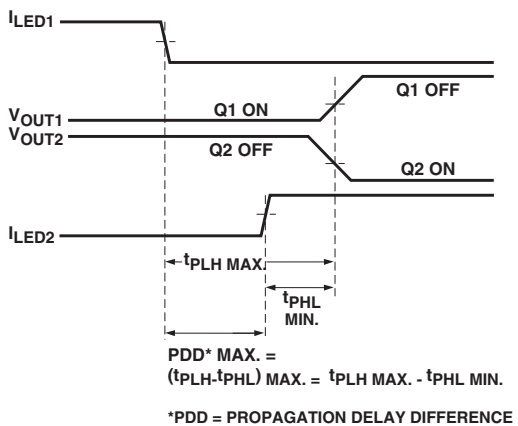 ILED1
VOUT1
Q1 ON
Q1 OFF
VOUT2
Q2 OFF
Q2 ON
ILED2
tPLH MAX.
tPHL
MIN.
PDD* MAX. =
(tPLH-tPHL) MAX. = tPLH MAX. - tPHL MIN.
*PDD = PROPAGATION DELAY DIFFERENCE